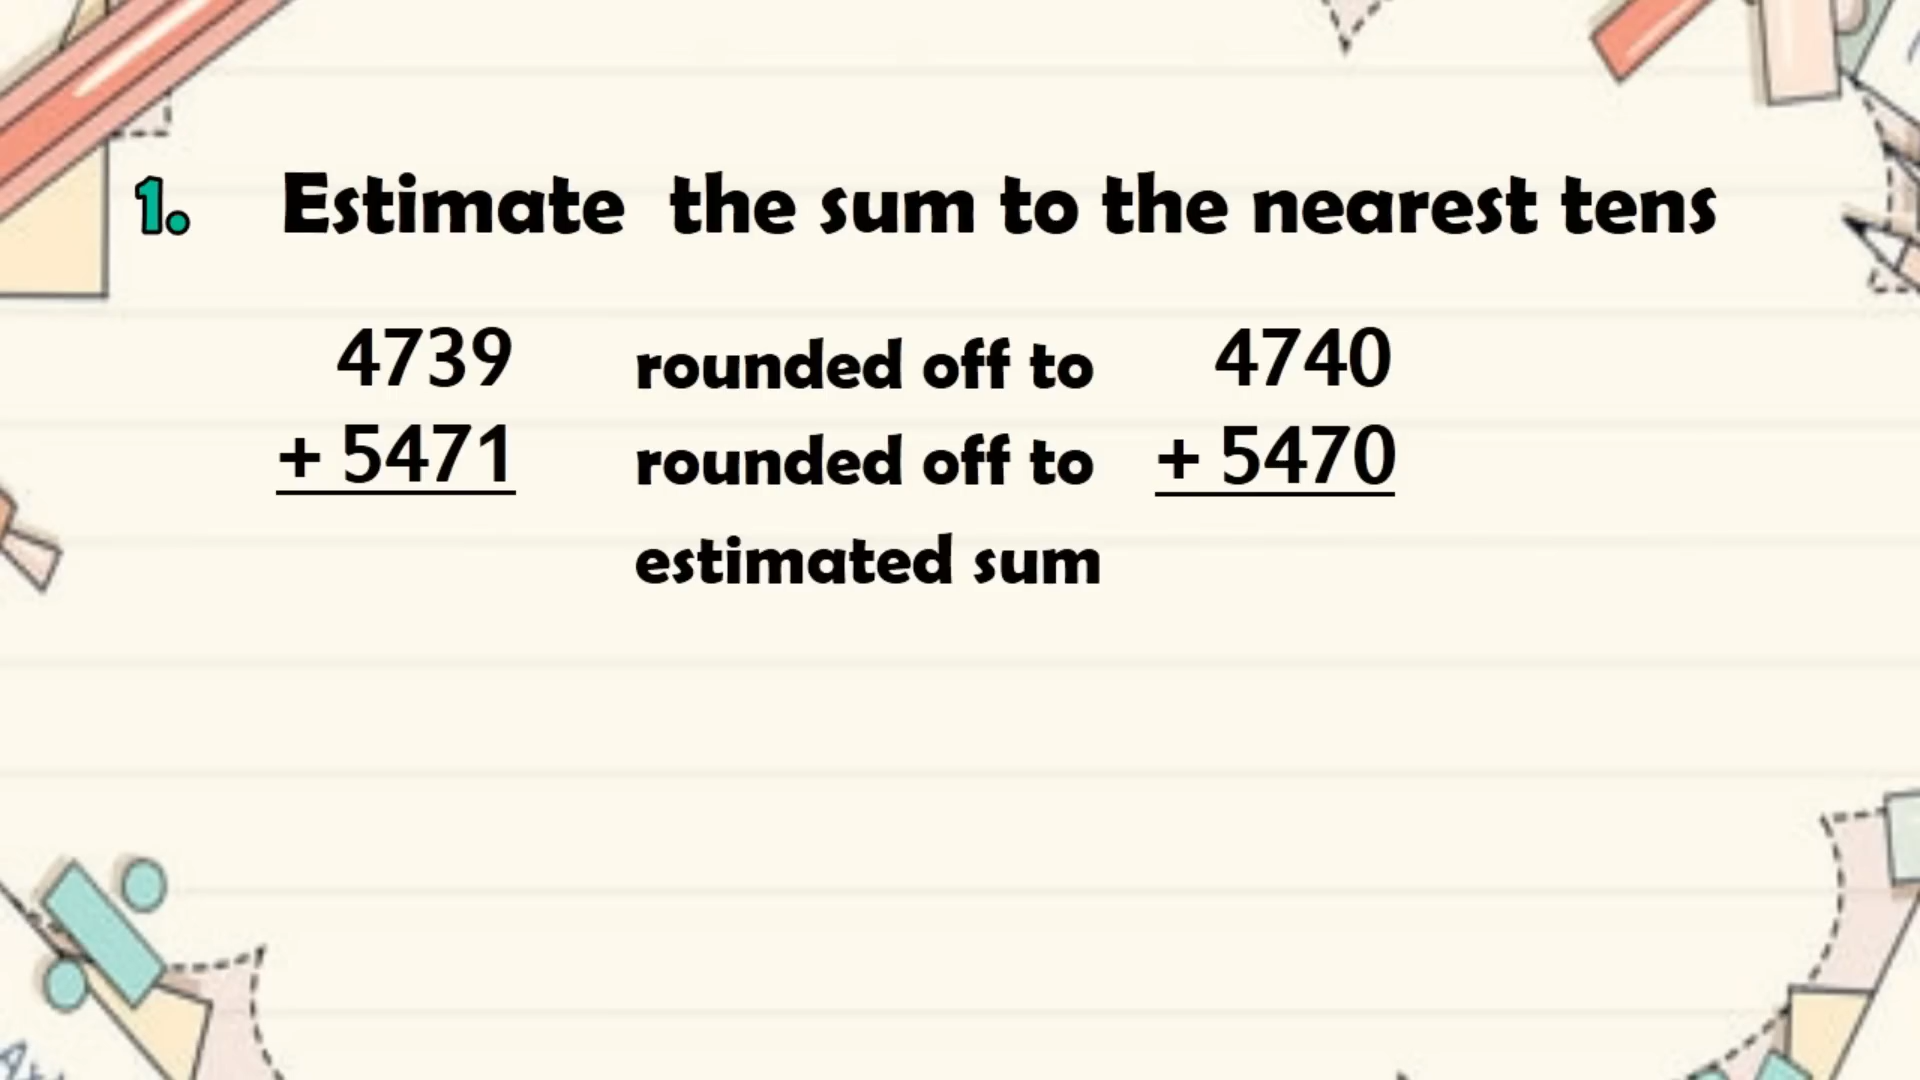 1. Estimate the sum to the nearest tens
4739 rounded off to 4740
+ 5471 rounded off to + 5470
estimated sum